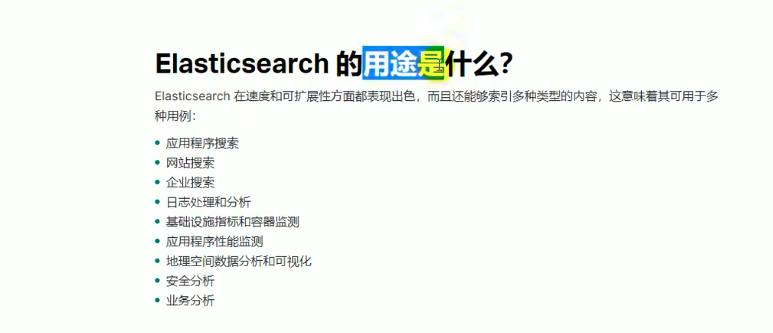 Elasticsearch 的用途是什么?
Elasticsearch 在速度和可扩展性方面都表现出色，而且还能够索引多种类型的内容，这意味着其可用于多
种用例：
应用程序搜索
网站搜索
企业搜索
日志处理和分析
基础设施指标和容器监测
应用程序性能监测
地理空间数据分析和可视化
安全分析
业务分析